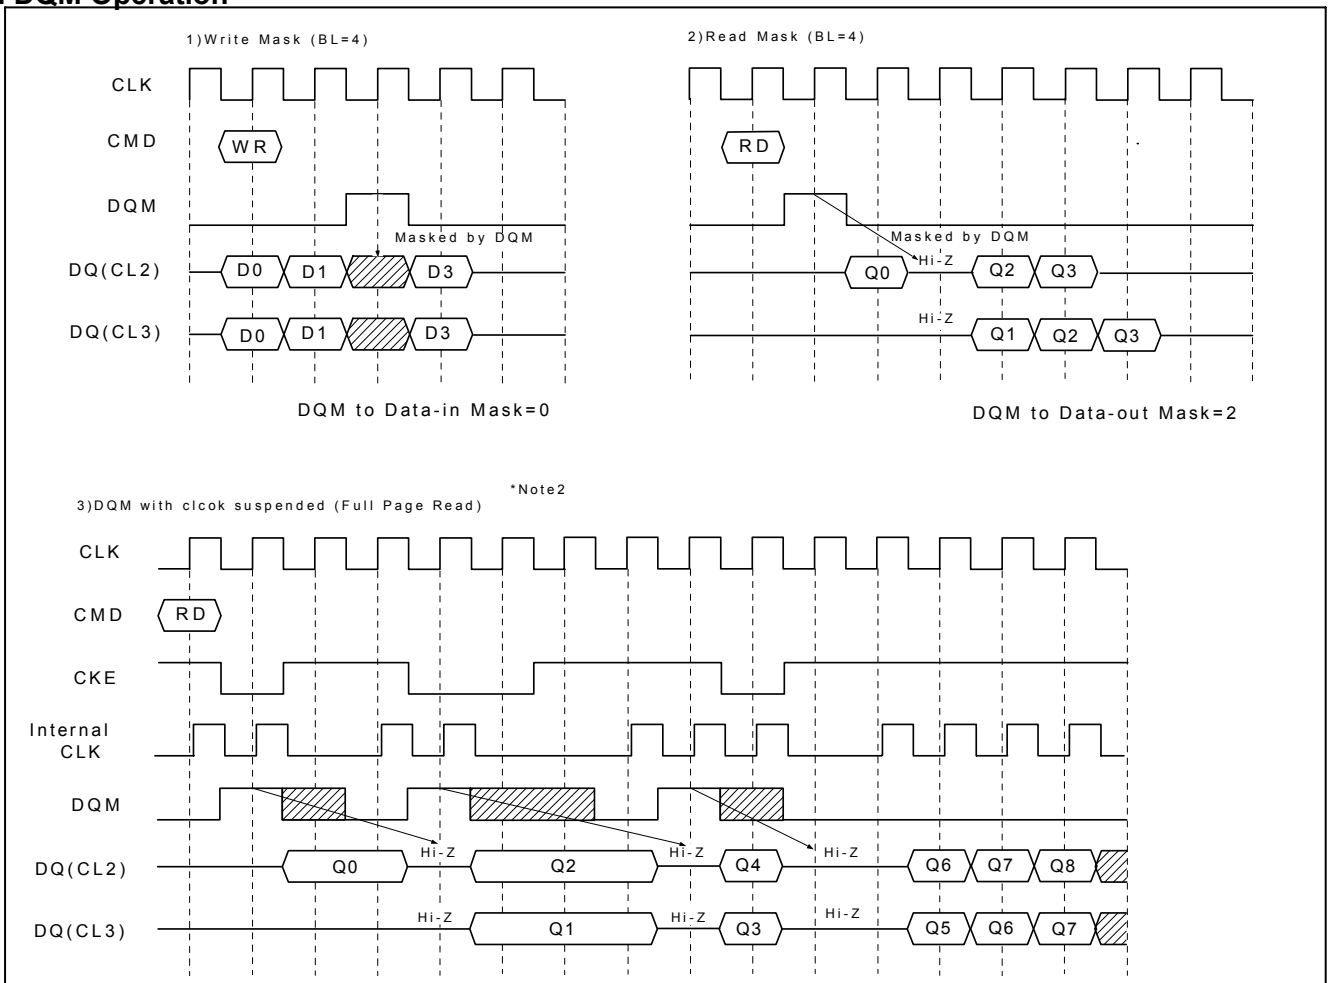 DQM Operation
1)Write Mask (BL=4)
2)Read Mask (BL=4)
CLK
CMD
WR
RD
DQM
Masked by DQM
Masked by DQM
DQ(CL2)
D0
D1
D3
Q0
Hi-Z
Q2
Q3
DQ(CL3)
D0
D1
D3
Hi-Z
Q1
Q2
Q3
DQM to Data-in Mask=0
DQM to Data-out Mask=2
*Note2
3)DQM with clcok suspended (Full Page Read)
CLK
CMD
RD
CKE
Internal
CLK
DQM
DQ(CL2)
Q0
Hi-Z
Q2
Hi-Z
Q4
Hi-Z
Q6
Q7
Q8
DQ(CL3)
Hi-Z
Q1
Hi-Z
Q3
Hi-Z
Q5
Q6
Q7